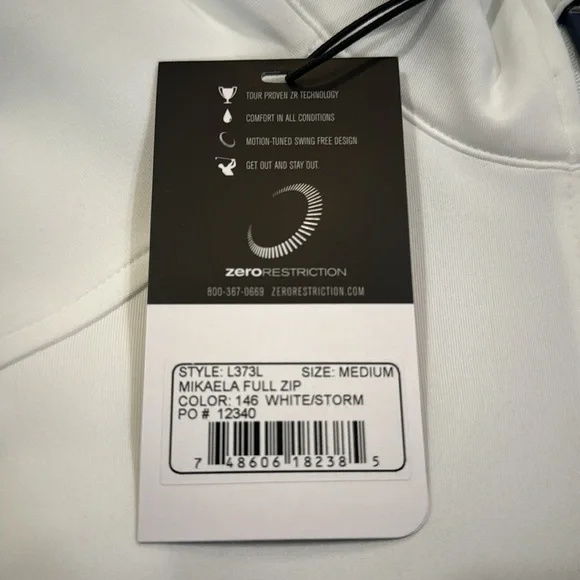 TOUR PROVEN ZR TECHNOLOGY
COMFORT IN ALL CONDITIONS
MOTION-TUNED SWING FREE DESIGN
GET OUT AND STAY OUT.
zeroRESTRICTION
800-367-0669 ZERORESTRICTION.COM
STYLE: L373L SIZE: MEDIUM
MIKAELA FULL ZIP
COLOR: 146 WHITE/STORM
PO # 12340
7 48606 18238 5